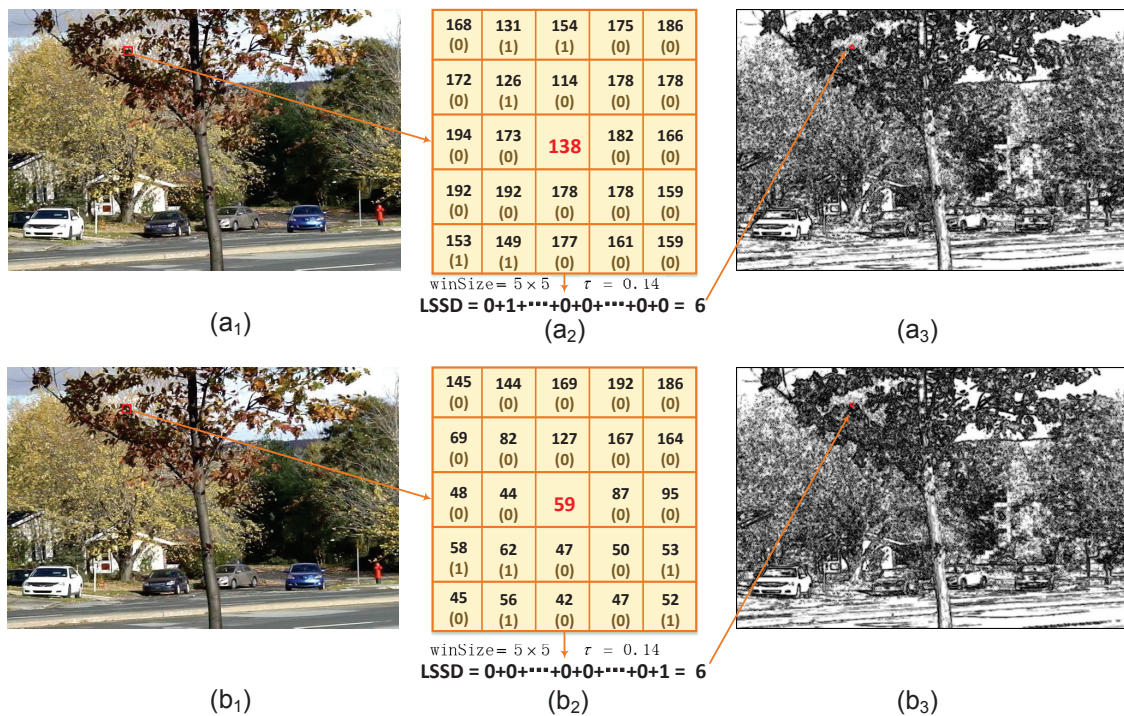 168 131 154 175 186
(0) (1) (1) (0) (0)
172 126 114 178 178
(0) (1) (0) (0) (0)
194 173 138 182 166
(0) (0) (0) (0)
192 192 178 178 159
(0) (0) (0) (0) (0)
153 149 177 161 159
(1) (1) (0) (0) (0)
winSize= 5×5 τ = 0.14
LSSD = 0+1+┅+0+0+┅+0+0 = 6
(a₁) (a₂) (a₃)
145 144 169 192 186
(0) (0) (0) (0) (0)
69 82 127 167 164
(0) (0) (0) (0) (0)
48 44 59 87 95
(0) (0) (0) (0)
58 62 47 50 53
(1) (1) (0) (0) (1)
45 56 42 47 52
(0) (1) (0) (0) (1)
winSize= 5×5 τ = 0.14
LSSD = 0+0+┅+0+0+┅+0+1 = 6
(b₁) (b₂) (b₃)